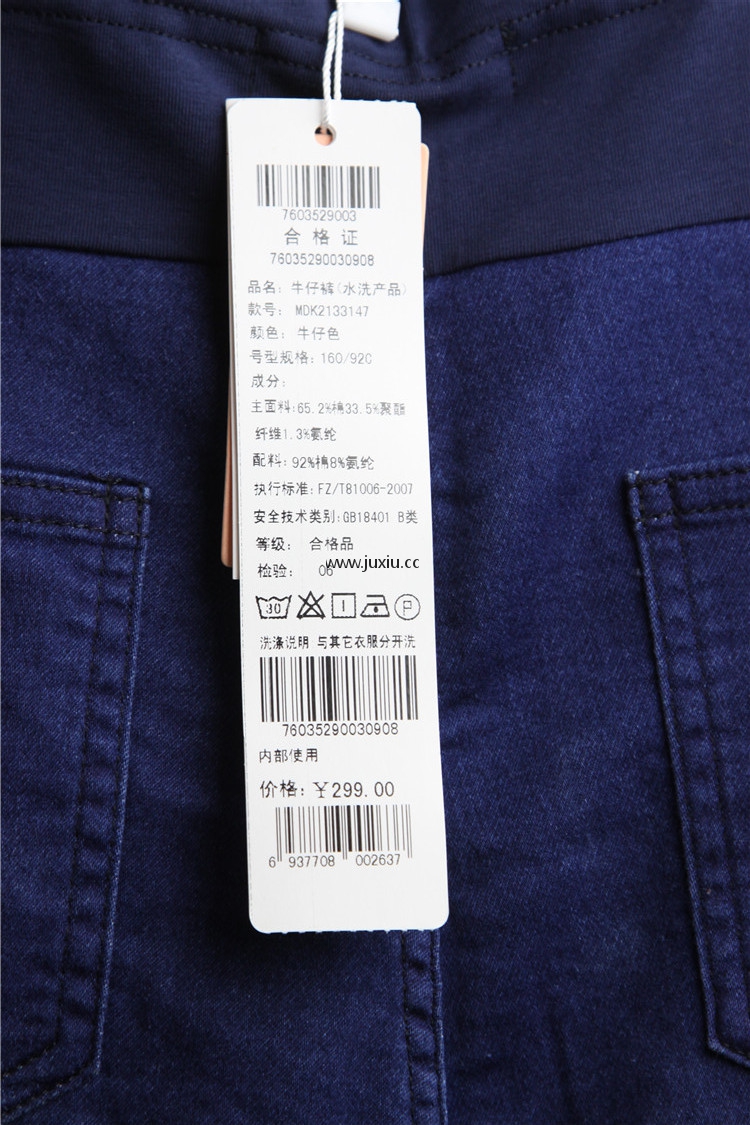 7603529003
合格证
76035290030908
品名: 牛仔裤(水洗产品)
款号: MDK2133147
颜色: 牛仔色
号型规格: 160/92C
成分:
主面料:65.2%棉33.5%聚酯
纤维1.3%氨纶
配料: 92%棉8%氨纶
执行标准: FZ/T81006-2007
安全技术类别: GB18401 B类
等级: 合格品
检验: 06
www.juxiu.cc
30 P
洗涤说明 与其它衣服分开洗
76035290030908
内部使用
价格: ¥299.00
6 937708 002637